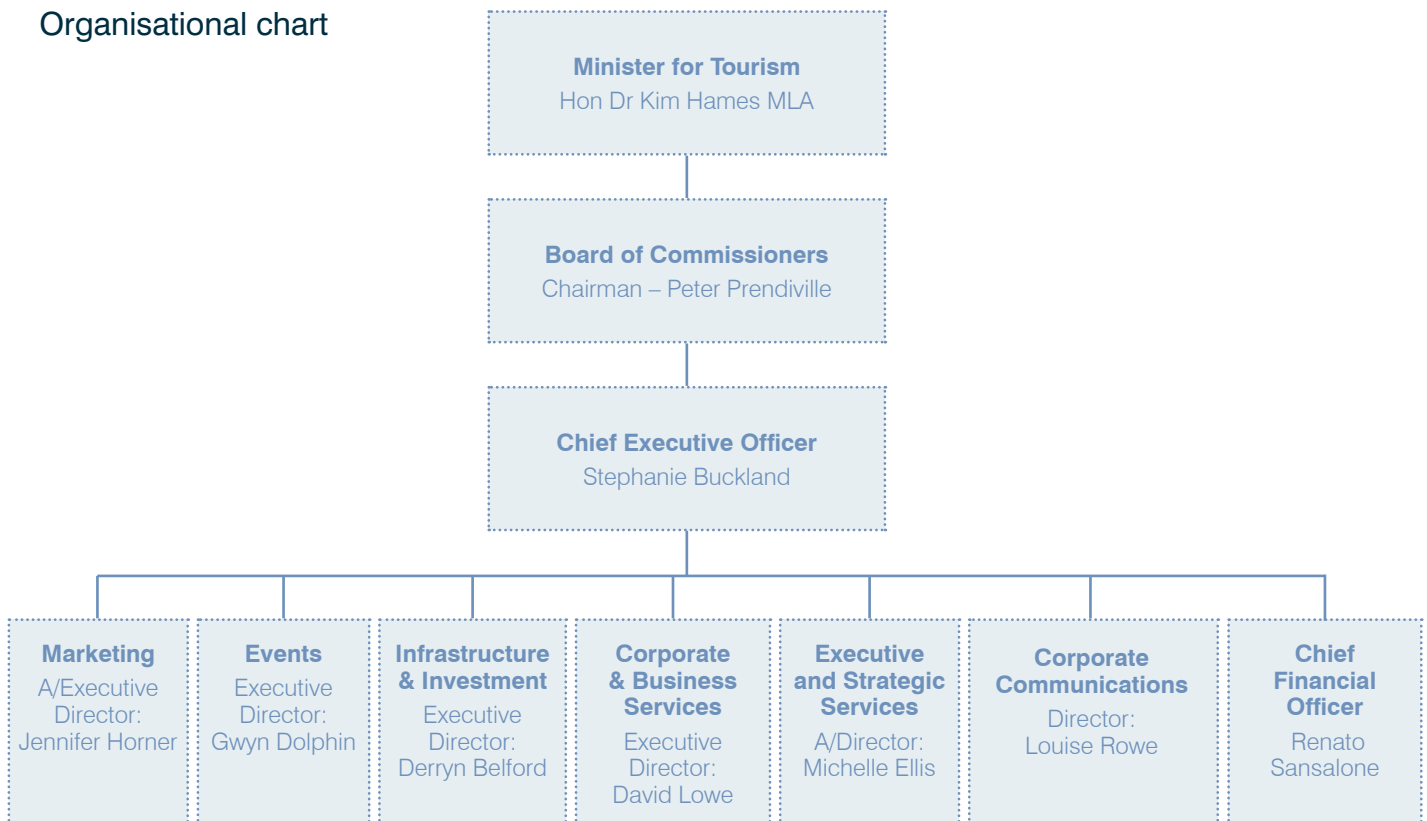 Organisational chart
Minister for Tourism
Hon Dr Kim Hames MLA
Board of Commissioners
Chairman – Peter Prendiville
Chief Executive Officer
Stephanie Buckland
Marketing
A/Executive
Director:
Jennifer Horner
Events
Executive
Director:
Gwyn Dolphin
Infrastructure
& Investment
Executive
Director:
Derryn Belford
Corporate
& Business
Services
Executive
Director:
David Lowe
Executive
and Strategic
Services
A/Director:
Michelle Ellis
Corporate
Communications
Director:
Louise Rowe
Chief
Financial
Officer
Renato
Sansalone